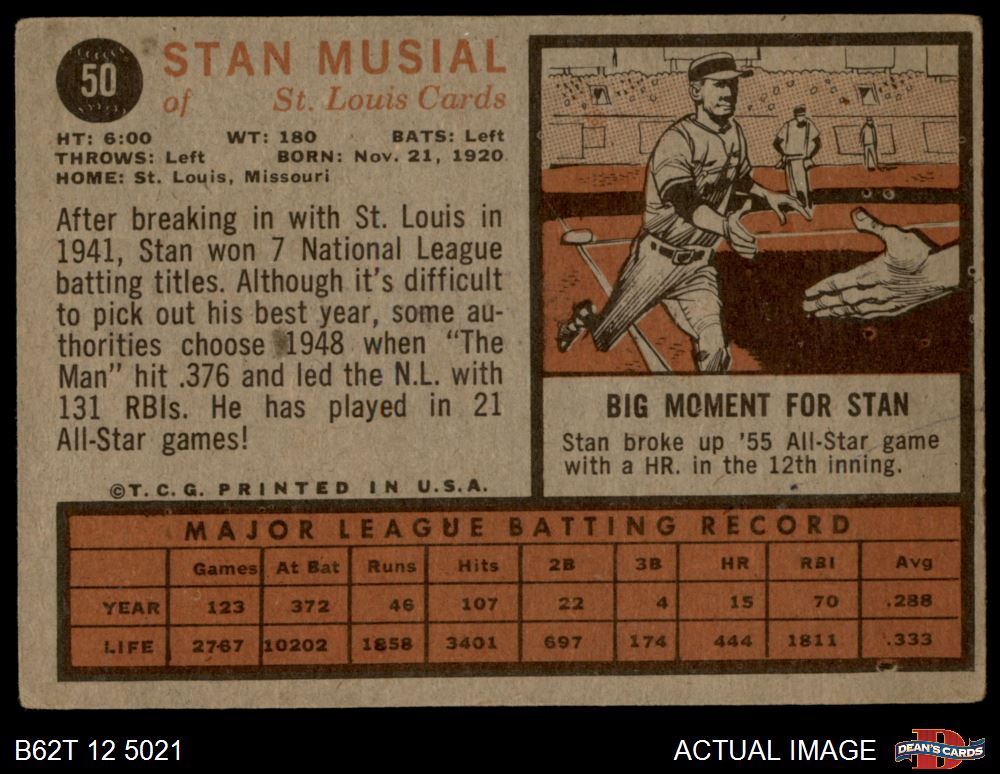 50
STAN MUSIAL
of St. Louis Cards
HT: 6:00 WT: 180 BATS: Left
THROWS: Left BORN: Nov. 21, 1920
HOME: St. Louis, Missouri
After breaking in with St. Louis in
1941, Stan won 7 National League
batting titles. Although it's difficult
to pick out his best year, some au-
thorities choose 1948 when "The
Man" hit .376 and led the N.L. with
131 RBIs. He has played in 21
All-Star games!
©T.C.G. PRINTED IN U.S.A.
BIG MOMENT FOR STAN
Stan broke up '55 All-Star game
with a HR. in the 12th inning.
MAJOR LEAGUE BATTING RECORD
Games At Bat Runs Hits 2B 3B HR RBI Avg
YEAR 123 372 46 107 22 4 15 70 .288
LIFE 2767 10202 1858 3401 697 174 444 1811 .333
B62T 12 5021
ACTUAL IMAGE
D
DEAN'S CARDS